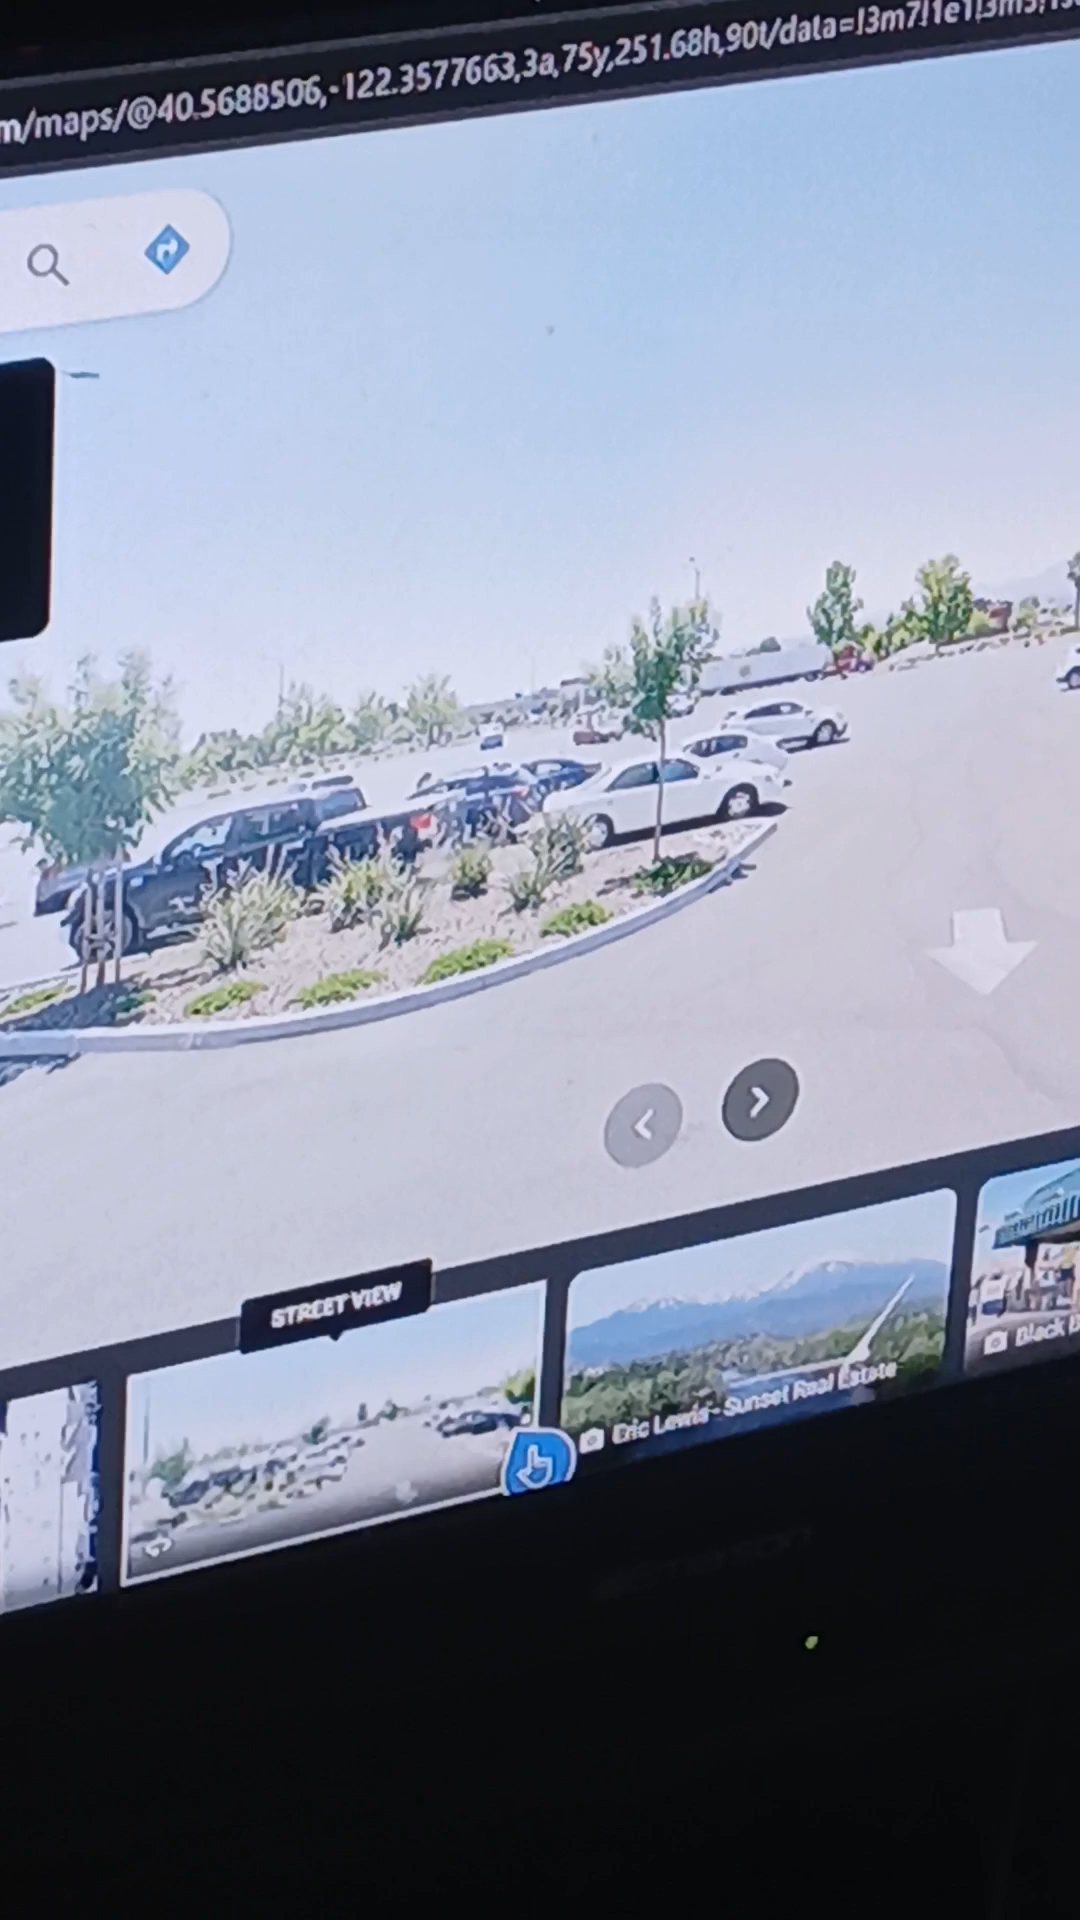 m/maps/@40.5688506,-122.3577663,3a,75y,251.68h,90t/data=!3m7!1e1!3m5!1s
STREET VIEW
Eric Lewis - Sunset Real Estate
Black